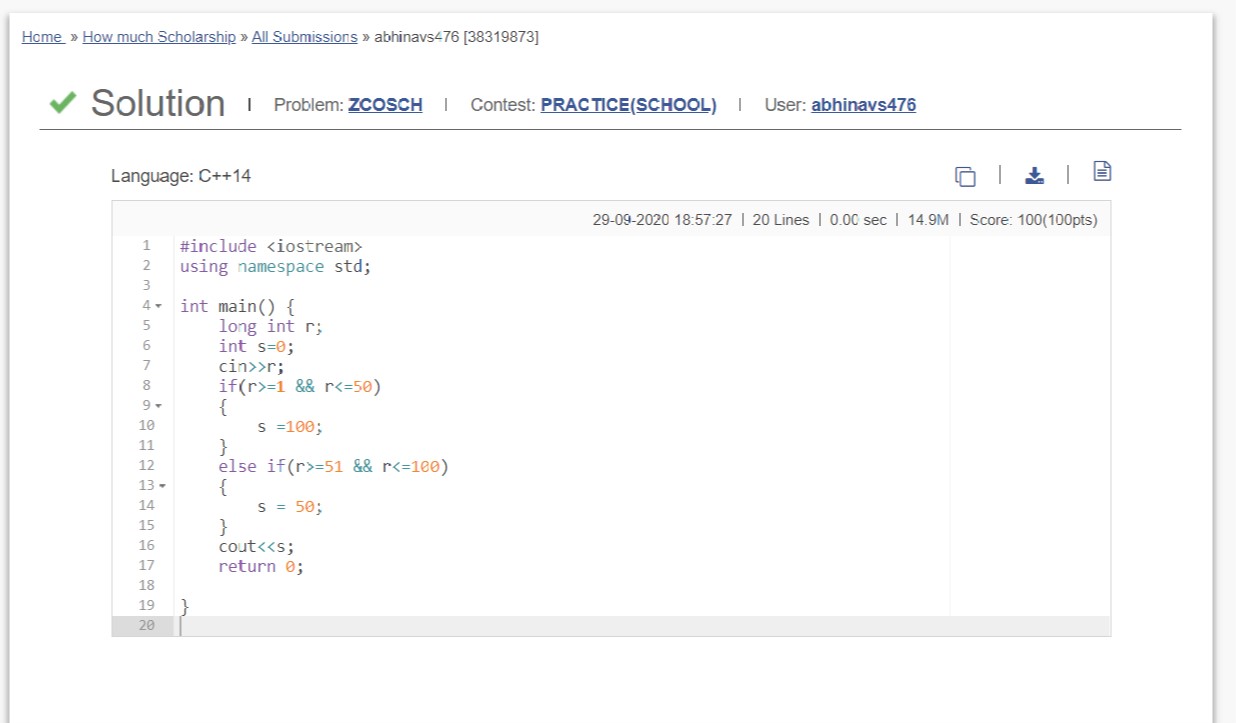 Home » How much Scholarship » All Submissions » abhinavs476 [38319873]
Solution | Problem: ZCOSCH | Contest: PRACTICE(SCHOOL) | User: abhinavs476
Language: C++14
29-09-2020 18:57:27 | 20 Lines | 0.00 sec | 14.9M | Score: 100(100pts)
1 #include <iostream>
2 using namespace std;
3
4 int main() {
5 long int r;
6 int s=0;
7 cin>>r;
8 if(r>=1 && r<=50)
9 {
10 s =100;
11 }
12 else if(r>=51 && r<=100)
13 {
14 s = 50;
15 }
16 cout<<s;
17 return 0;
18
19 }
20